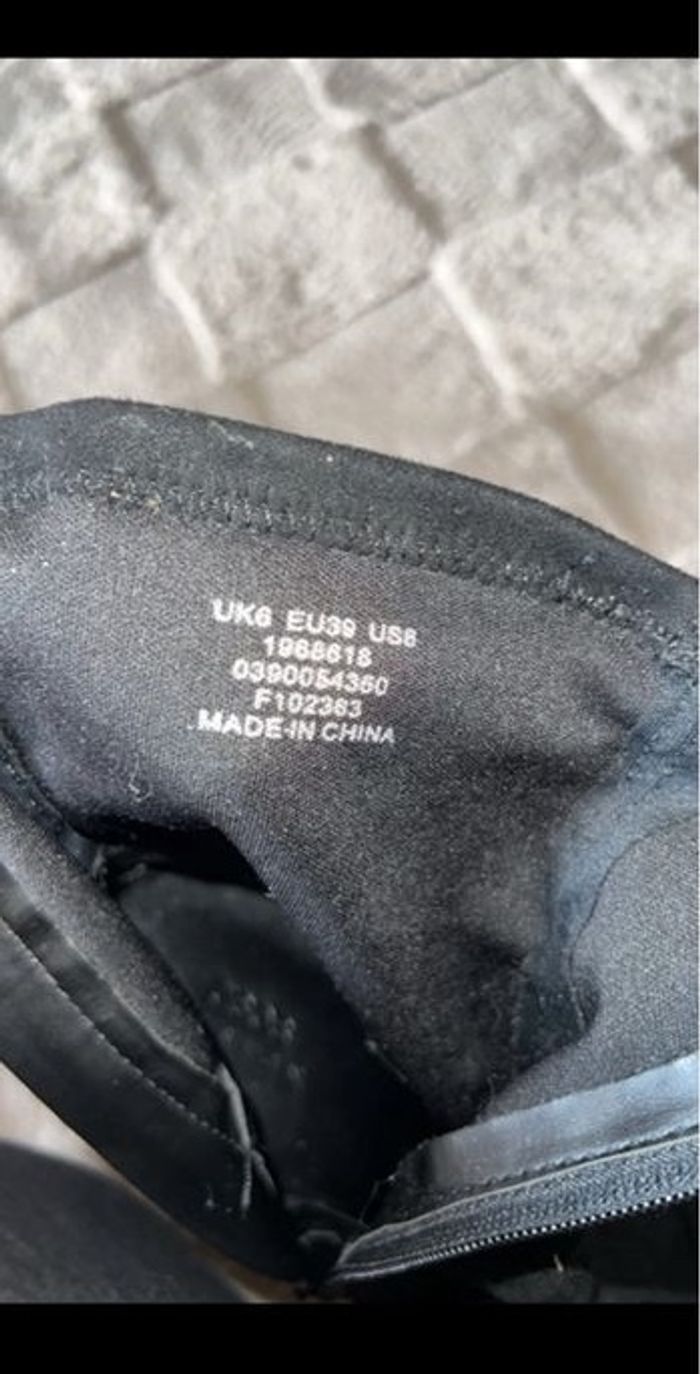 UK6 EU39 US8
1968618
0390054360
F102363
MADE-IN CHINA